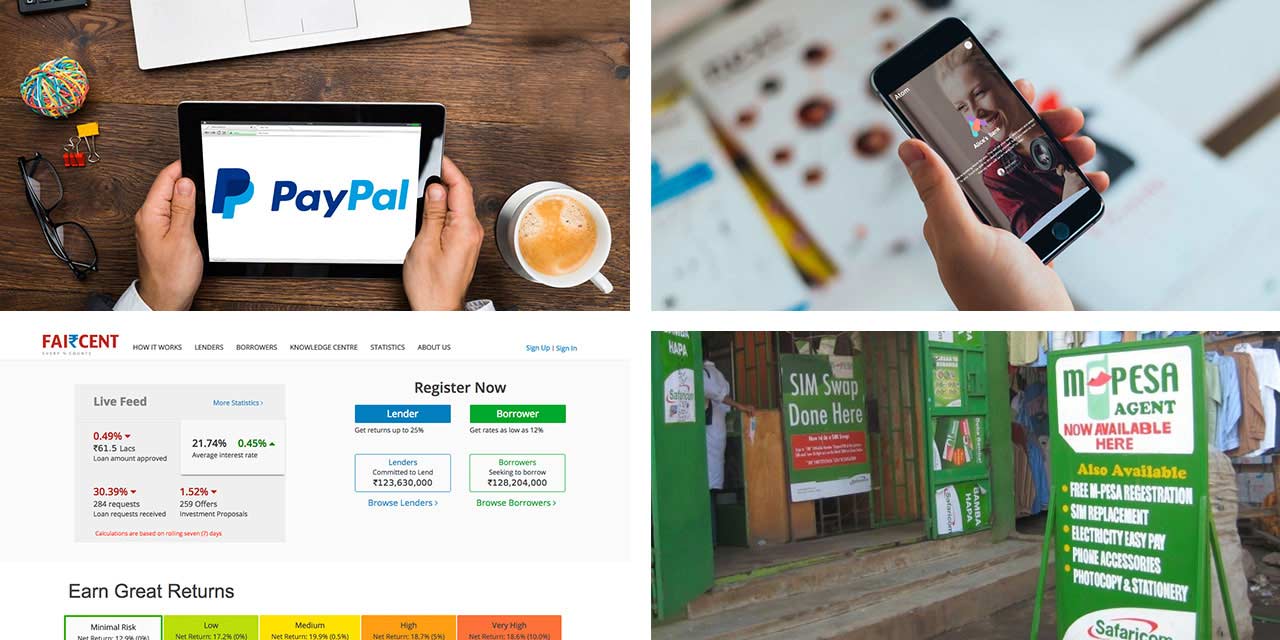 PayPal
Atom
Alice's Bank
FAIRCENT
EVERY ₹ COUNTS
HOW IT WORKS
LENDERS
BORROWERS
KNOWLEDGE CENTRE
STATISTICS
ABOUT US
Sign Up | Sign In
Live Feed
More Statistics ›
0.49%
₹61.5 Lacs
Loan amount approved
21.74% 0.45%
Average interest rate
30.39%
284 requests
Loan requests received
1.52%
259 Offers
Investment Proposals
Calculations are based on rolling seven (7) days
Register Now
Lender
Get returns up to 25%
Borrower
Get rates as low as 12%
Lenders
Committed to Lend
₹123,630,000
Browse Lenders ›
Borrowers
Seeking to borrow
₹128,204,000
Browse Borrowers ›
Earn Great Returns
Minimal Risk
Net Return: 12.9% (0%)
Low
Net Return: 17.2% (0%)
Medium
Net Return: 19.9% (0.5%)
High
Net Return: 18.7% (5%)
Very High
Net Return: 18.6% (10.0%)
HAPA
Safaricom
SIM Swap
Done Here
How to do a SIM Swap
BAMBA
HAPA
Safaricom
M-PESA
AGENT
NOW AVAILABLE
HERE
Also Available
FREE M-PESA REGESTRATION
SIM REPLACEMENT
ELECTRICITY EASY PAY
PHONE ACCESSORIES
PHOTOCOPY & STATIONERY
Safaricom